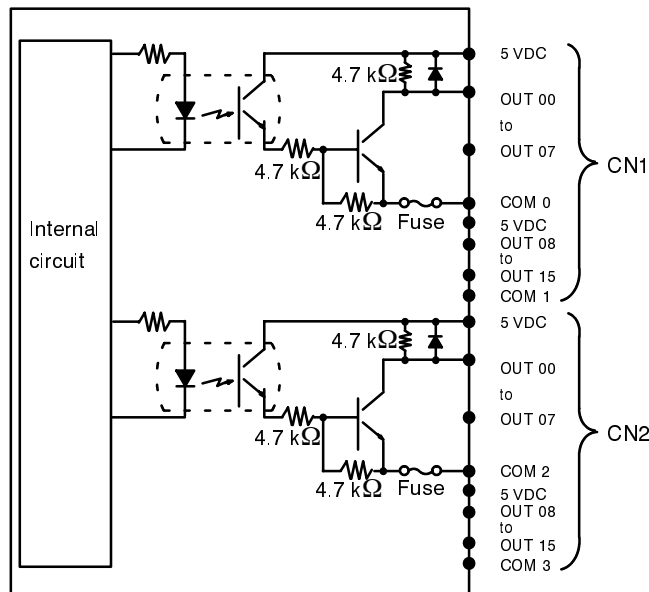 5 VDC
4.7 kΩ
OUT 00
to
OUT 07
CN1
4.7 kΩ
COM 0
4.7 kΩ
Fuse
5 VDC
Internal
circuit
OUT 08
to
OUT 15
COM 1
5 VDC
4.7 kΩ
OUT 00
to
OUT 07
CN2
4.7 kΩ
COM 2
4.7 kΩ
Fuse
5 VDC
OUT 08
to
OUT 15
COM 3